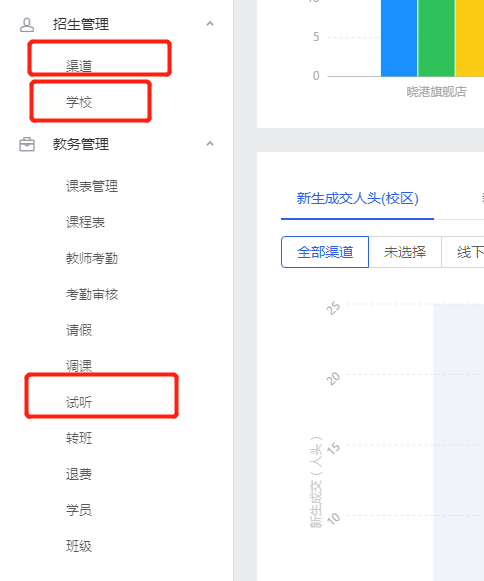 招生管理
渠道
学校
教务管理
课表管理
课程表
教师考勤
考勤审核
请假
调课
试听
转班
退费
学员
班级
5
0
晓港旗舰店
新生成交人头(校区)
全部渠道
未选择
线下
25
20
15
10
新生成交（人头）